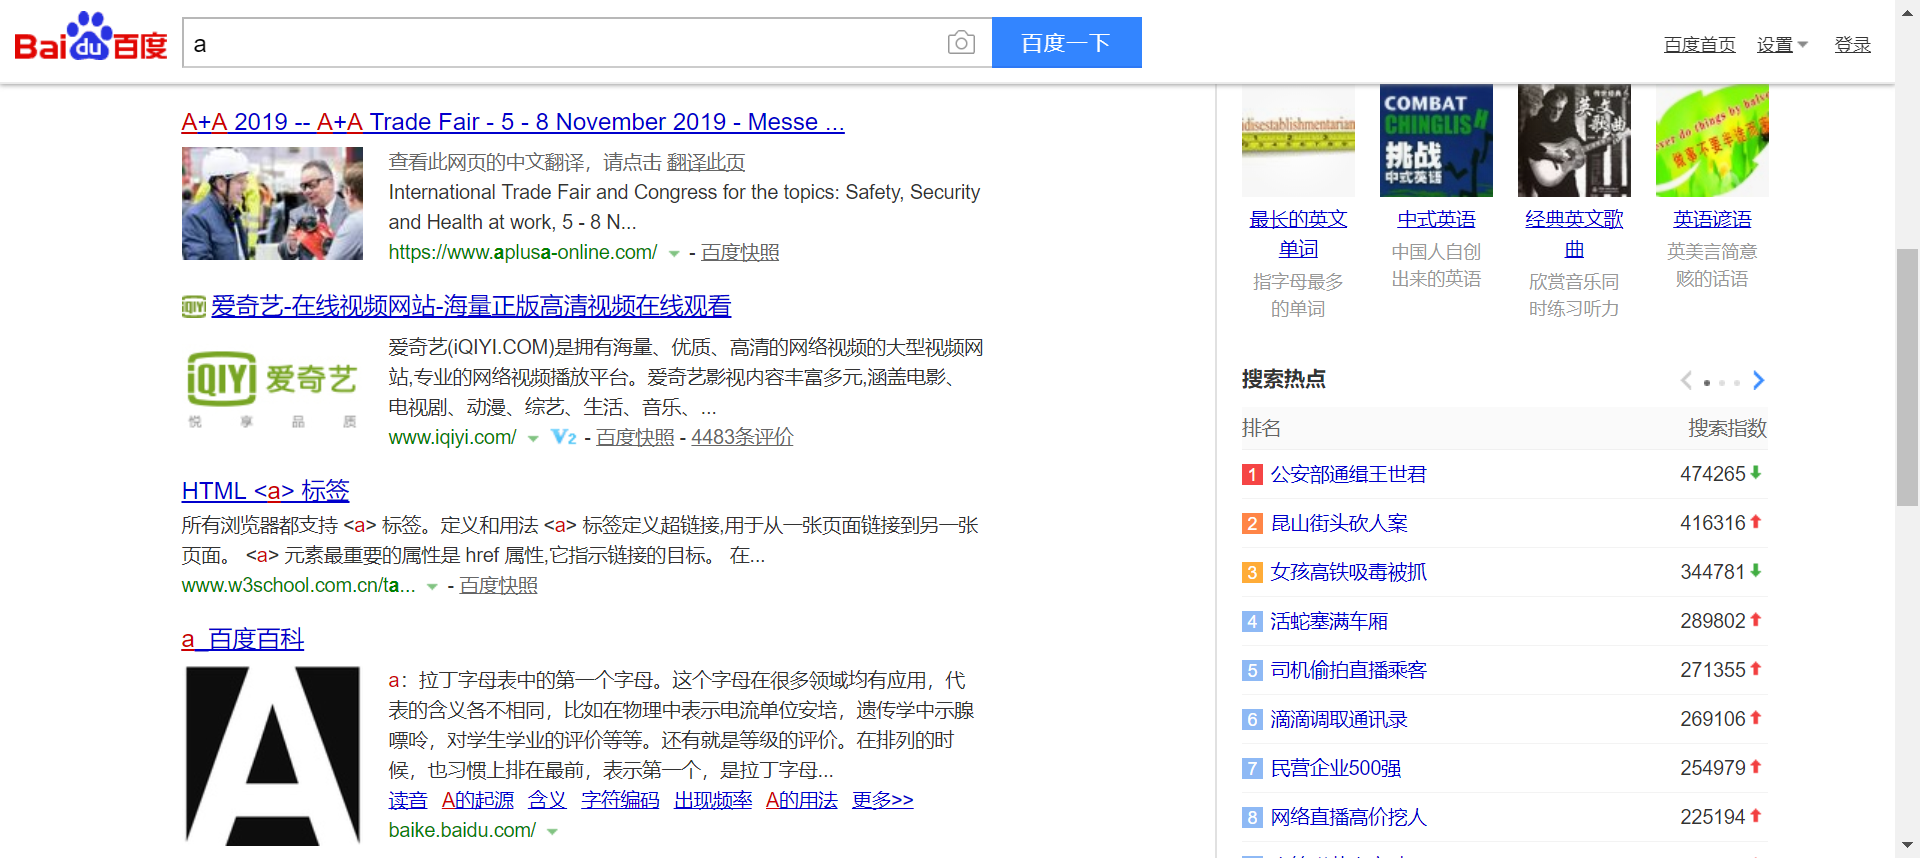 Bai du 百度
a
百度一下
百度首页 设置 登录
A+A 2019 -- A+A Trade Fair - 5 - 8 November 2019 - Messe ...
查看此网页的中文翻译，请点击 翻译此页
International Trade Fair and Congress for the topics: Safety, Security
and Health at work, 5 - 8 N...
https://www.aplusa-online.com/ - 百度快照
iQIYI 爱奇艺-在线视频网站-海量正版高清视频在线观看
iQIYI 爱奇艺
悦 享 品 质
爱奇艺(iQIYI.COM)是拥有海量、优质、高清的网络视频的大型视频网
站,专业的网络视频播放平台。爱奇艺影视内容丰富多元,涵盖电影、
电视剧、动漫、综艺、生活、音乐、...
www.iqiyi.com/ V2 - 百度快照 - 4483条评价
HTML <a> 标签
所有浏览器都支持 <a> 标签。定义和用法 <a> 标签定义超链接,用于从一张页面链接到另一张
页面。 <a> 元素最重要的属性是 href 属性,它指示链接的目标。 在...
www.w3school.com.cn/ta... - 百度快照
a_百度百科
A
a：拉丁字母表中的第一个字母。这个字母在很多领域均有应用，代
表的含义各不相同，比如在物理中表示电流单位安培，遗传学中示腺
嘌呤，对学生学业的评价等等。还有就是等级的评价。在排列的时
候，也习惯上排在最前，表示第一个，是拉丁字母...
读音 A的起源 含义 字符编码 出现频率 A的用法 更多>>
baike.baidu.com/
idisestablishmentarian
COMBAT
CHINGLISH
挑战
中式英语
英文
歌曲
ever do things by halves
做事不要半途而废
最长的英文
单词
指字母最多
的单词
中式英语
中国人自创
出来的英语
经典英文歌
曲
欣赏音乐同
时练习听力
英语谚语
英美言简意
赅的话语
搜索热点
排名 搜索指数
1 公安部通缉王世君 474265
2 昆山街头砍人案 416316
3 女孩高铁吸毒被抓 344781
4 活蛇塞满车厢 289802
5 司机偷拍直播乘客 271355
6 滴滴调取通讯录 269106
7 民营企业500强 254979
8 网络直播高价挖人 225194